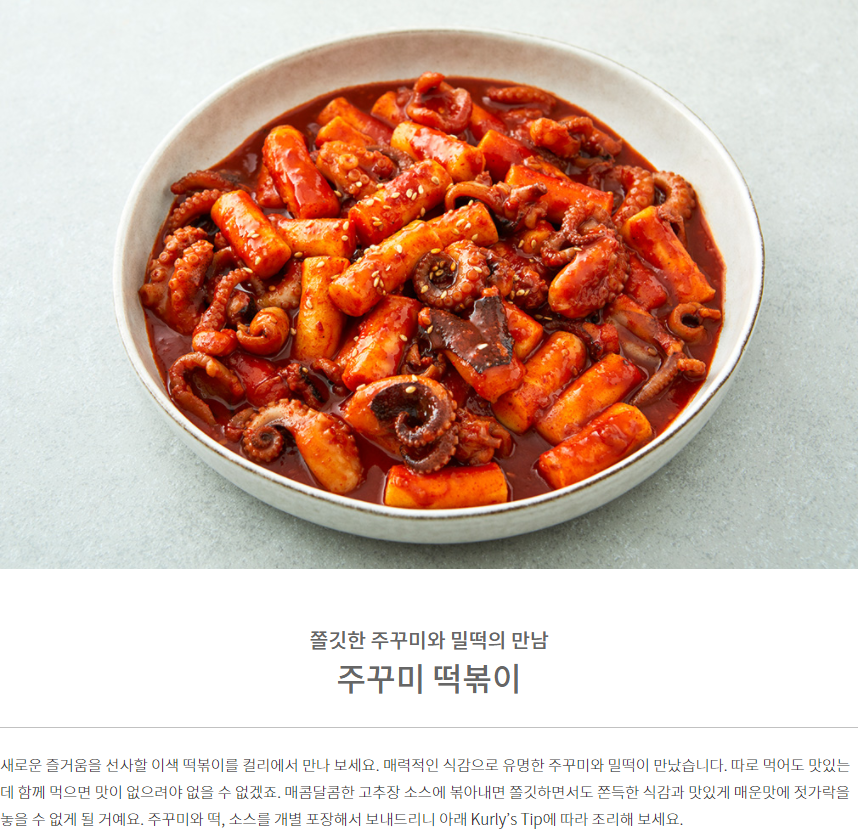 쫄깃한 주꾸미와 밀떡의 만남
주꾸미 떡볶이
새로운 즐거움을 선사할 이색 떡볶이를 컬리에서 만나 보세요. 매력적인 식감으로 유명한 주꾸미와 밀떡이 만났습니다. 따로 먹어도 맛있는
데 함께 먹으면 맛이 없으려야 없을 수 없겠죠. 매콤달콤한 고추장 소스에 볶아내면 쫄깃하면서도 쫀득한 식감과 맛있게 매운맛에 젓가락을
놓을 수 없게 될 거예요. 주꾸미와 떡, 소스를 개별 포장해서 보내드리니 아래 Kurly's Tip에 따라 조리해 보세요.